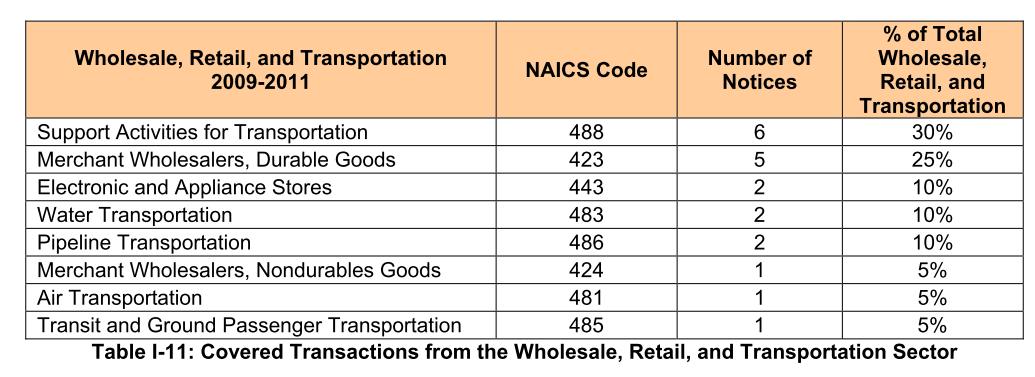 Wholesale, Retail, and Transportation 2009-2011 NAICS Code Number of Notices % of Total Wholesale, Retail, and Transportation
Support Activities for Transportation 488 6 30%
Merchant Wholesalers, Durable Goods 423 5 25%
Electronic and Appliance Stores 443 2 10%
Water Transportation 483 2 10%
Pipeline Transportation 486 2 10%
Merchant Wholesalers, Nondurables Goods 424 1 5%
Air Transportation 481 1 5%
Transit and Ground Passenger Transportation 485 1 5%
Table I-11: Covered Transactions from the Wholesale, Retail, and Transportation Sector